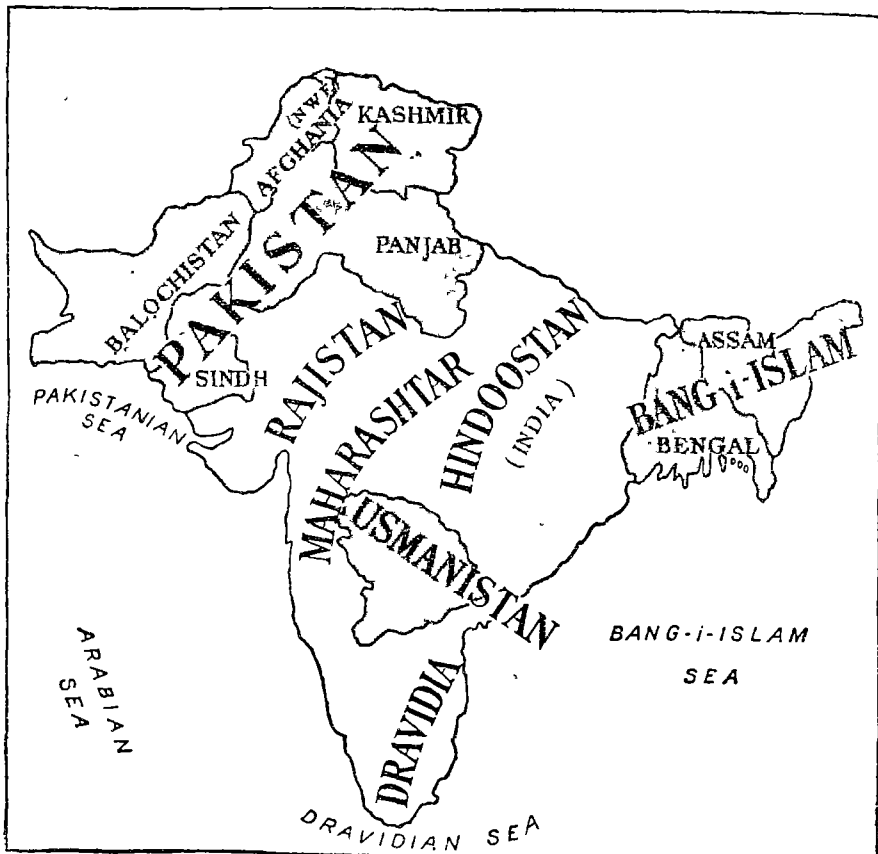 (NWF)
AFGHANIA
KASHMIR
PAKISTAN
PANJAB
BALOCHISTAN
SINDH
PAKISTANIAN
SEA
RAJISTAN
MAHARASHTAR
HINDOOSTAN
(INDIA)
ASSAM
BANG-i-ISLAM
BENGAL
USMANISTAN
ARABIAN
SEA
BANG-i-ISLAM
SEA
DRAVIDIA
DRAVIDIAN SEA